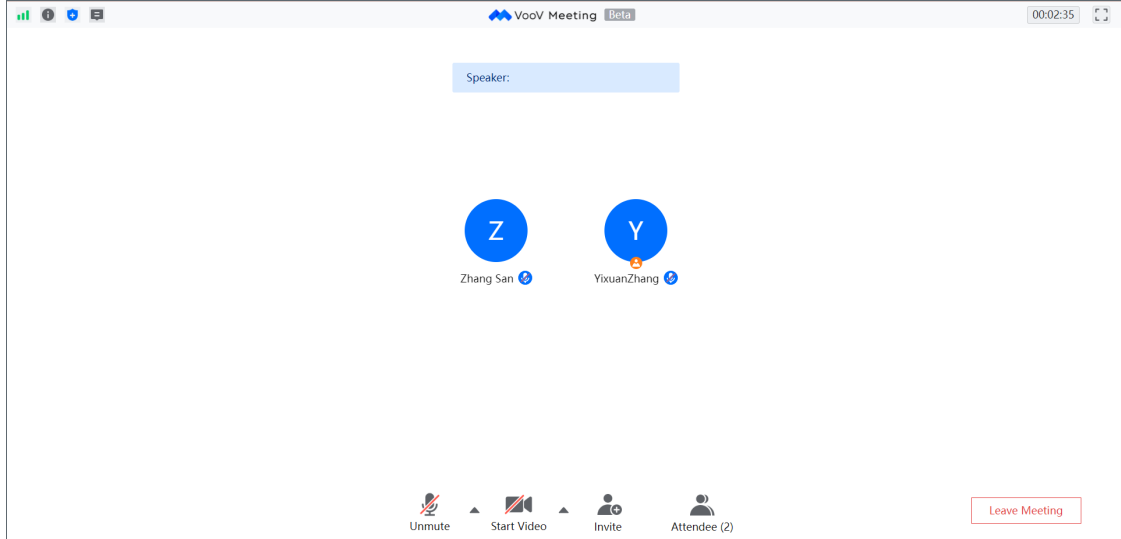 VooV Meeting Beta
00:02:35
Speaker:
Z
Y
Zhang San
YixuanZhang
Unmute
Start Video
Invite
Attendee (2)
Leave Meeting